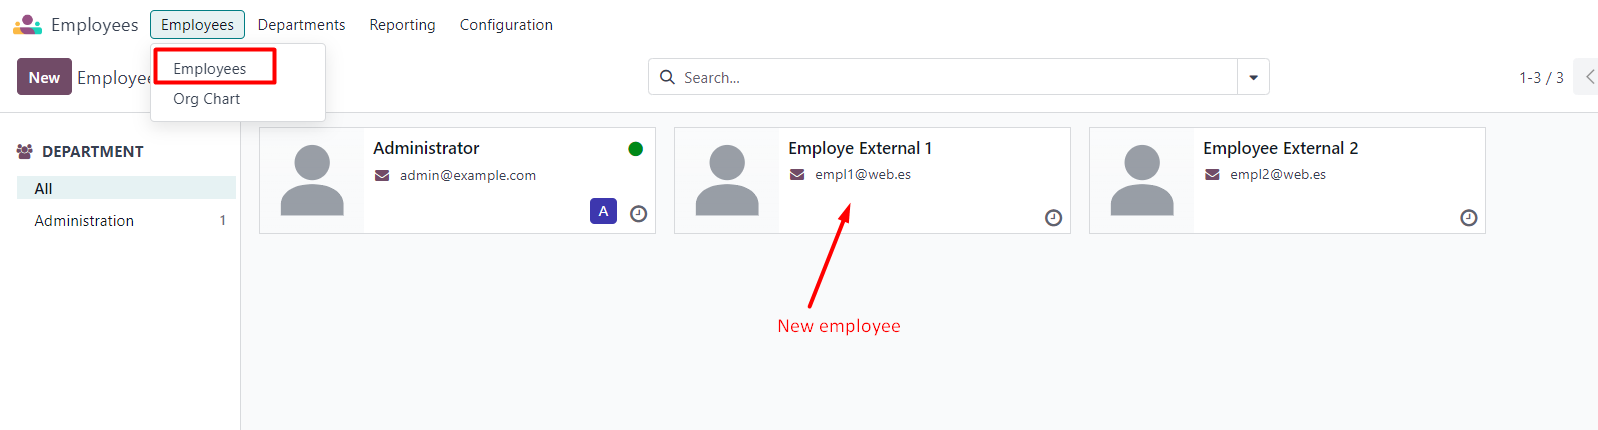 Employees Employees Departments Reporting Configuration
Employees
New Employee
Search...
1-3 / 3
Org Chart
DEPARTMENT
All
Administration 1
Administrator
admin@example.com
A
Employe External 1
empl1@web.es
Employee External 2
empl2@web.es
New employee